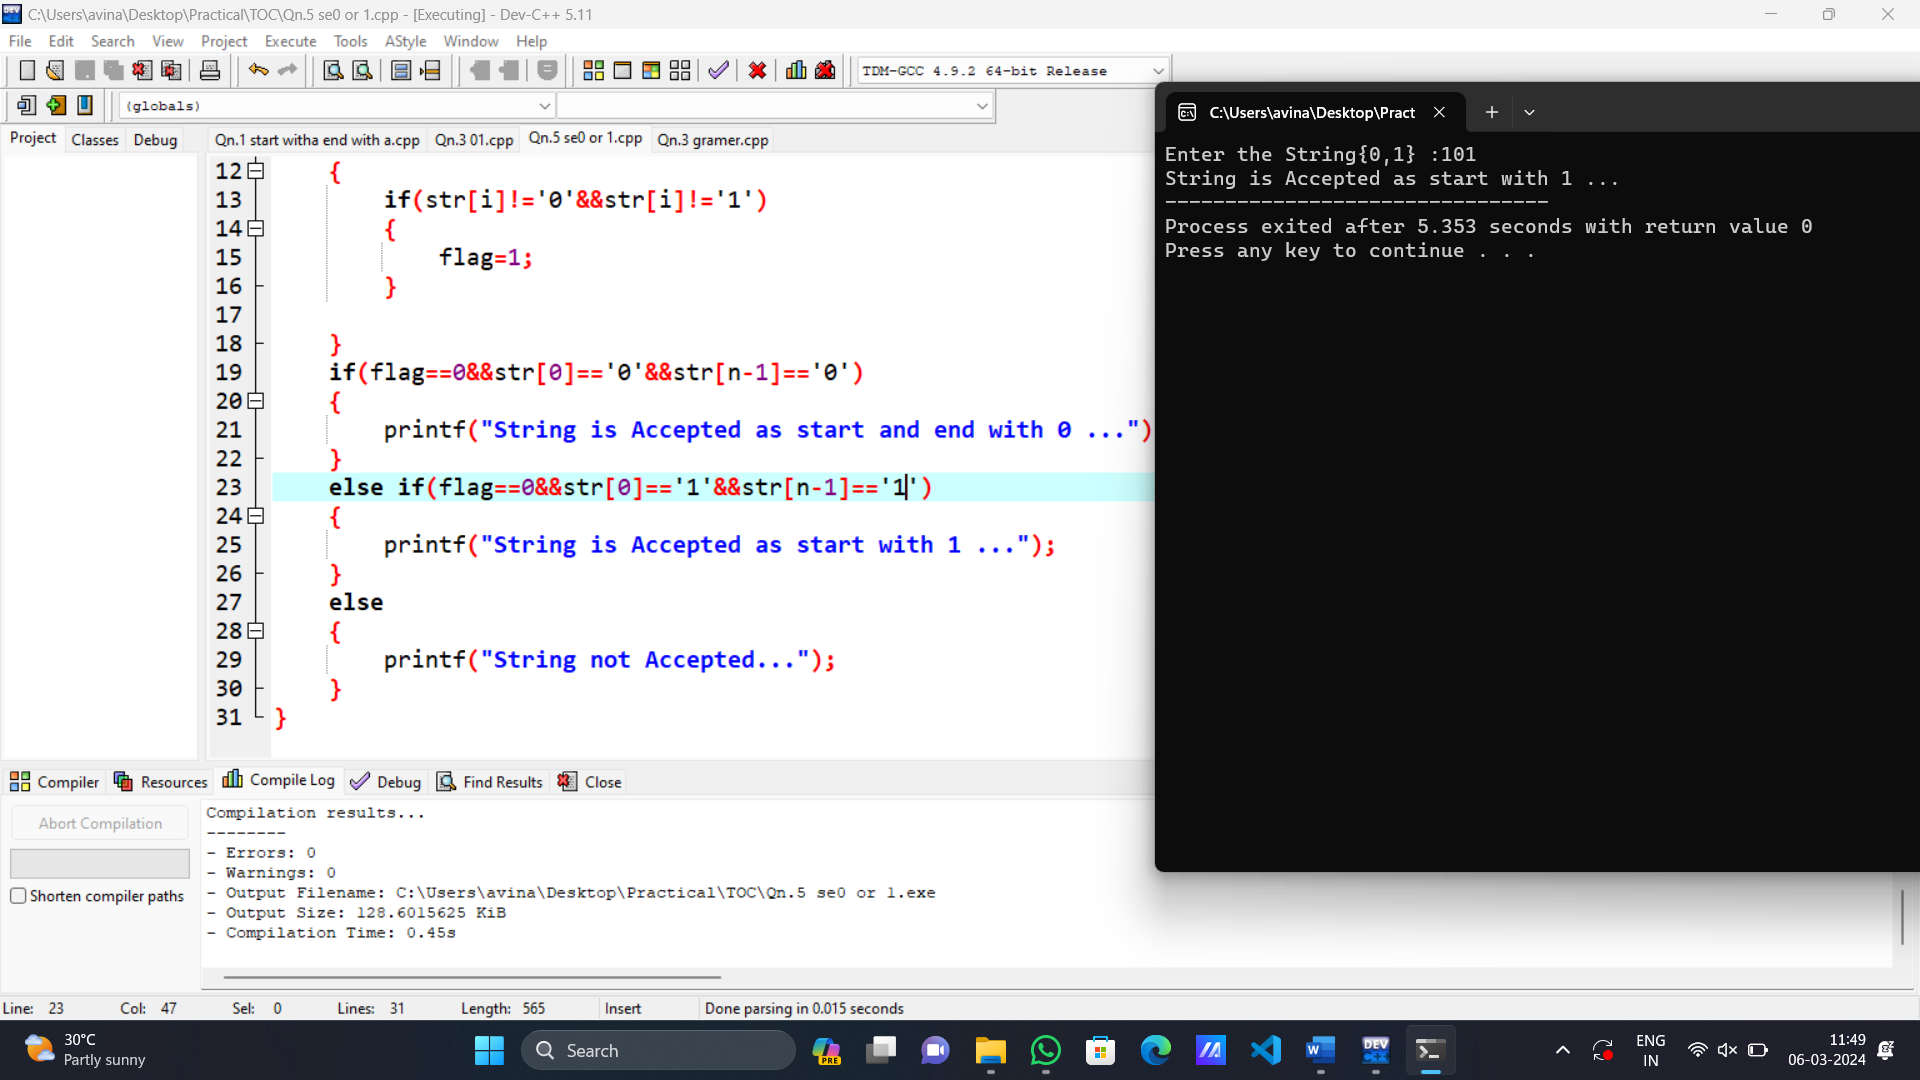 C:\Users\avina\Desktop\Practical\TOC\Qn.5 se0 or 1.cpp - [Executing] - Dev-C++ 5.11
File Edit Search View Project Execute Tools AStyle Window Help
TDM-GCC 4.9.2 64-bit Release
(globals)
Project Classes Debug
Qn.1 start witha end with a.cpp Qn.3 01.cpp Qn.5 se0 or 1.cpp Qn.3 gramer.cpp
12 {
13 if(str[i]!='0'&&str[i]!='1')
14 {
15 flag=1;
16 }
17
18 }
19 if(flag==0&&str[0]=='0'&&str[n-1]=='0')
20 {
21 printf("String is Accepted as start and end with 0 ...")
22 }
23 else if(flag==0&&str[0]=='1'&&str[n-1]=='1')
24 {
25 printf("String is Accepted as start with 1 ...");
26 }
27 else
28 {
29 printf("String not Accepted...");
30 }
31 }
C:\Users\avina\Desktop\Pract
Enter the String{0,1} :101
String is Accepted as start with 1 ...
--------------------------------
Process exited after 5.353 seconds with return value 0
Press any key to continue . . .
Compiler Resources Compile Log Debug Find Results Close
Abort Compilation
Shorten compiler paths
Compilation results...
--------
- Errors: 0
- Warnings: 0
- Output Filename: C:\Users\avina\Desktop\Practical\TOC\Qn.5 se0 or 1.exe
- Output Size: 128.6015625 KiB
- Compilation Time: 0.45s
Line: 23 Col: 47 Sel: 0 Lines: 31 Length: 565 Insert Done parsing in 0.015 seconds
30°C
Partly sunny
Search
PRE
DEV
C++
ENG
IN
11:49
06-03-2024